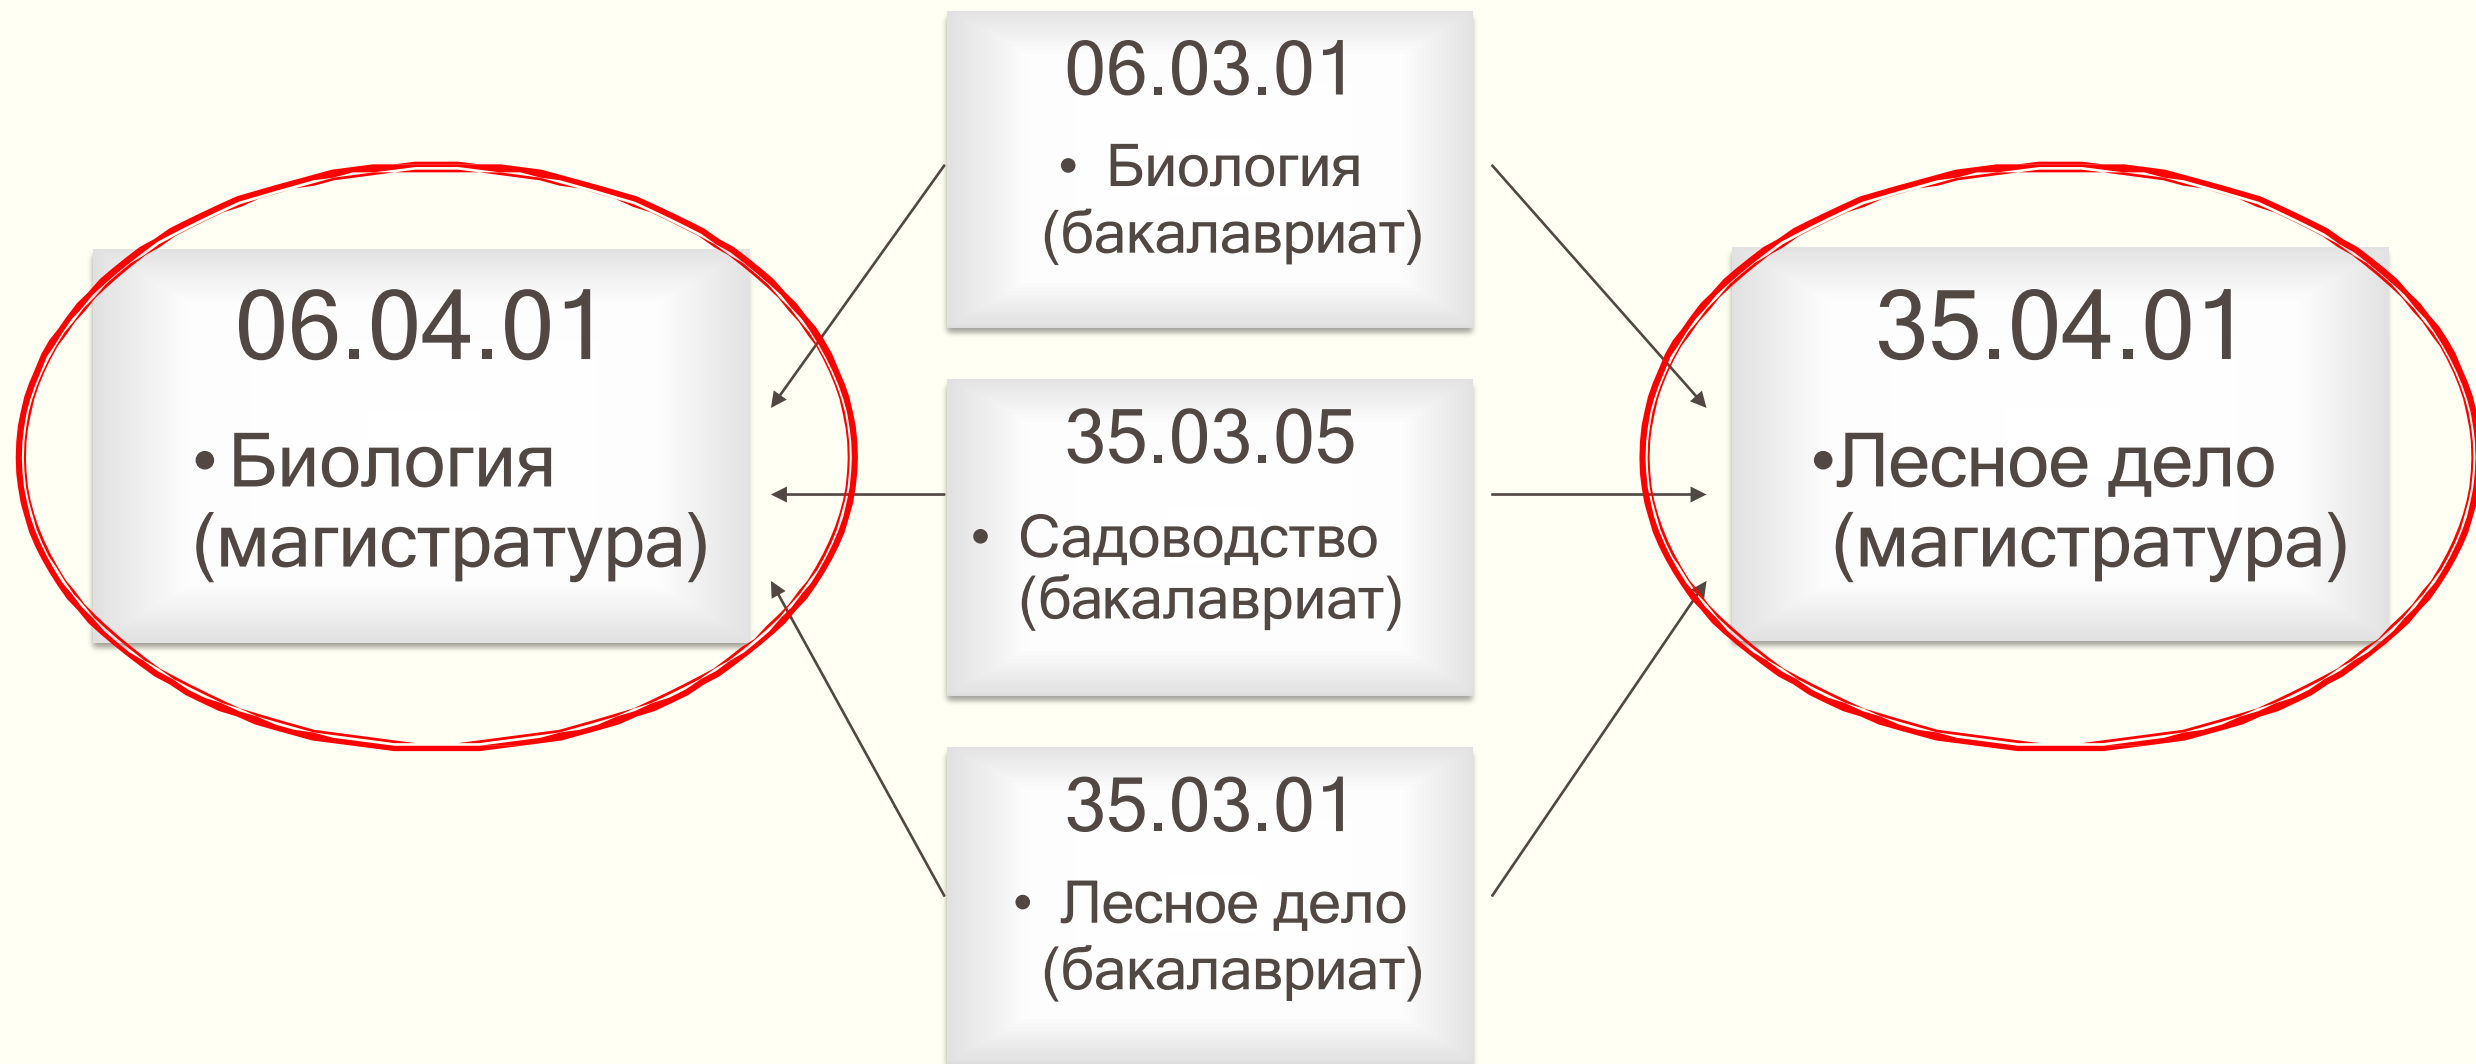 06.04.01
• Биология
(магистратура)
06.03.01
• Биология
(бакалавриат)
35.03.05
• Садоводство
(бакалавриат)
35.03.01
• Лесное дело
(бакалавриат)
35.04.01
•Лесное дело
(магистратура)